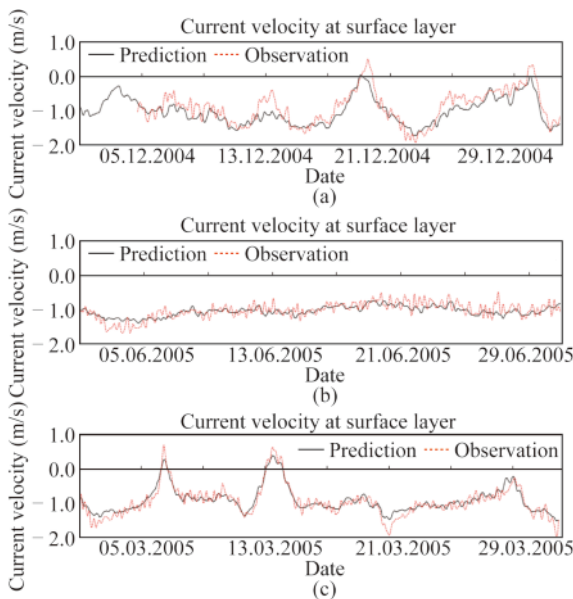 Current velocity at surface layer
Current velocity (m/s)
1.0
Prediction Observation
0.0
− 1.0
− 2.0
05.12.2004 13.12.2004 21.12.2004 29.12.2004
Date
(a)
Current velocity at surface layer
Current velocity (m/s)
1.0
Prediction Observation
0.0
− 1.0
− 2.0
05.06.2005 13.06.2005 21.06.2005 29.06.2005
Date
(b)
Current velocity at surface layer
Current velocity (m/s)
1.0
Prediction Observation
0.0
− 1.0
− 2.0
05.03.2005 13.03.2005 21.03.2005 29.03.2005
Date
(c)